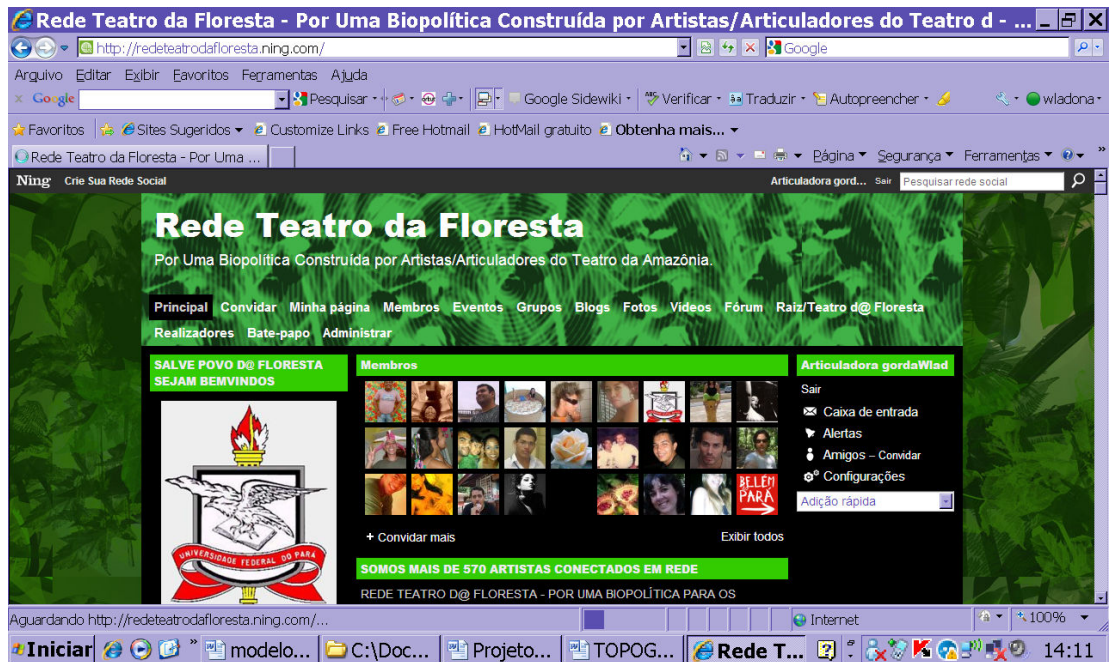 Rede Teatro da Floresta - Por Uma Biopolítica Construída por Artistas/Articuladores do Teatro d - ...
http://redeteatrodafloresta.ning.com/
Google
Arquivo Editar Exibir Favoritos Ferramentas Ajuda
x Google Pesquisar Google Sidewiki Verificar Traduzir Autopreencher wladona
Favoritos Sites Sugeridos Customize Links Free Hotmail HotMail gratuito Obtenha mais...
Rede Teatro da Floresta - Por Uma ... Página Segurança Ferramentas »
Ning Crie Sua Rede Social Articuladora gord... Sair Pesquisar rede social
Rede Teatro da Floresta
Por Uma Biopolítica Construída por Artistas/Articuladores do Teatro da Amazônia.
Principal Convidar Minha página Membros Eventos Grupos Blogs Fotos Vídeos Fórum Raiz/Teatro d@ Floresta
Realizadores Bate-papo Administrar
SALVE POVO D@ FLORESTA
SEJAM BEMVINDOS
UNIVERSIDADE FEDERAL DO PARÁ
Membros
BELÉM
PARÁ
+ Convidar mais Exibir todos
SOMOS MAIS DE 570 ARTISTAS CONECTADOS EM REDE
REDE TEATRO D@ FLORESTA - POR UMA BIOPOLÍTICA PARA OS
Articuladora gordaWlad
Sair
Caixa de entrada
Alertas
Amigos – Convidar
Configurações
Adição rápida
Aguardando http://redeteatrodafloresta.ning.com/... Internet 100%
Iniciar » modelo... C:\Doc... Projeto... TOPOG... Rede T... 14:11